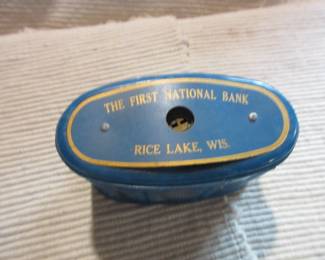 THE FIRST NATIONAL BANK
RICE LAKE, WIS.